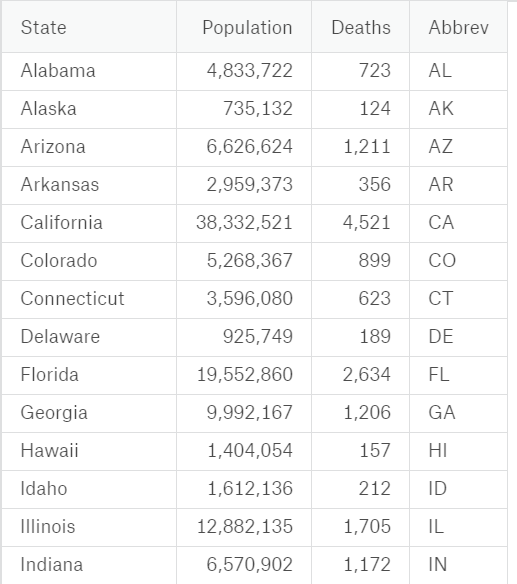 State Population Deaths Abbrev
Alabama 4,833,722 723 AL
Alaska 735,132 124 AK
Arizona 6,626,624 1,211 AZ
Arkansas 2,959,373 356 AR
California 38,332,521 4,521 CA
Colorado 5,268,367 899 CO
Connecticut 3,596,080 623 CT
Delaware 925,749 189 DE
Florida 19,552,860 2,634 FL
Georgia 9,992,167 1,206 GA
Hawaii 1,404,054 157 HI
Idaho 1,612,136 212 ID
Illinois 12,882,135 1,705 IL
Indiana 6,570,902 1,172 IN